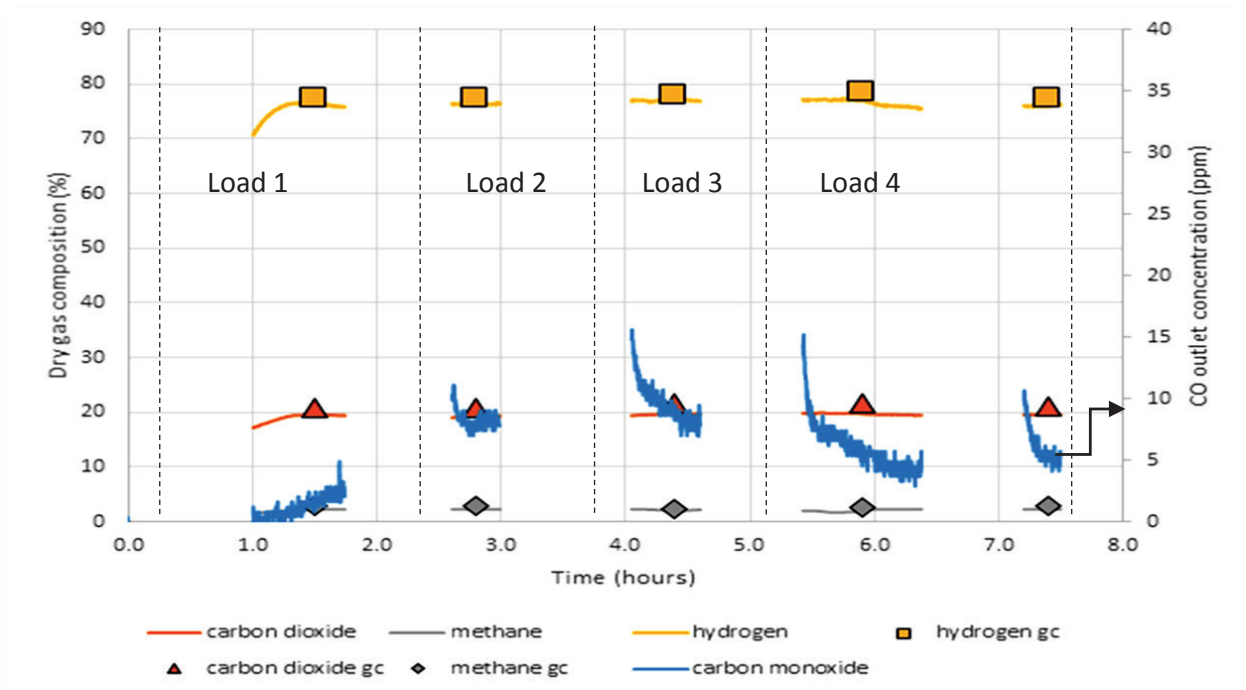 90
80
70
60
50
40
30
20
10
0
Dry gas composition (%)
40
35
30
25
20
15
10
5
0
CO outlet concentration (ppm)
Load 1 Load 2 Load 3 Load 4
0.0 1.0 2.0 3.0 4.0 5.0 6.0 7.0 8.0
Time (hours)
carbon dioxide methane hydrogen hydrogen gc
carbon dioxide gc methane gc carbon monoxide